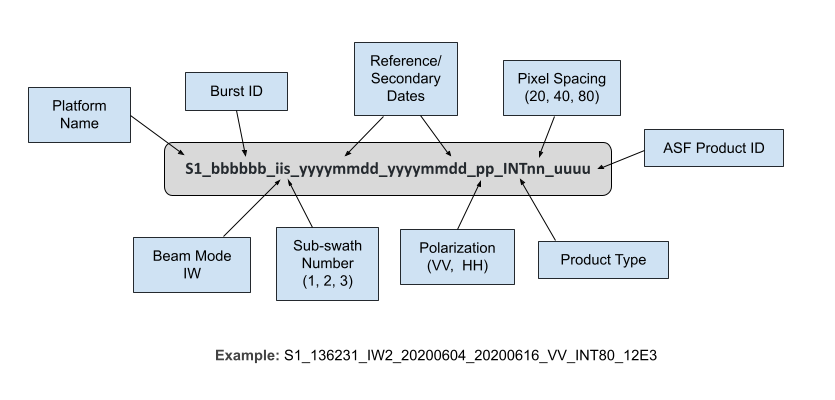 Reference/
Secondary
Dates
Pixel Spacing
(20, 40, 80)
Burst ID
Platform
Name
ASF Product ID
S1_bbbbbb_iis_yyyymmdd_yyyymmdd_pp_INTnn_uuuu
Beam Mode
IW
Sub-swath
Number
(1, 2, 3)
Polarization
(VV, HH)
Product Type
Example: S1_136231_IW2_20200604_20200616_VV_INT80_12E3